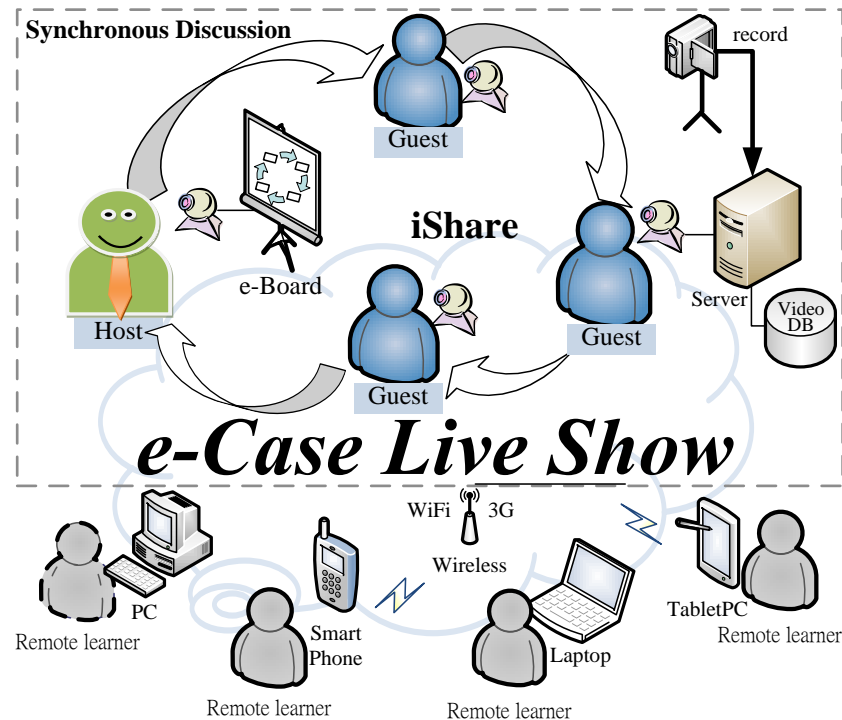 Synchronous Discussion
record
Guest
iShare
e-Board
Server
Video
DB
Host
Guest
Guest
e-Case Live Show
WiFi 3G
Wireless
PC
TabletPC
Remote learner
Smart
Phone
Laptop
Remote learner
Remote learner
Remote learner